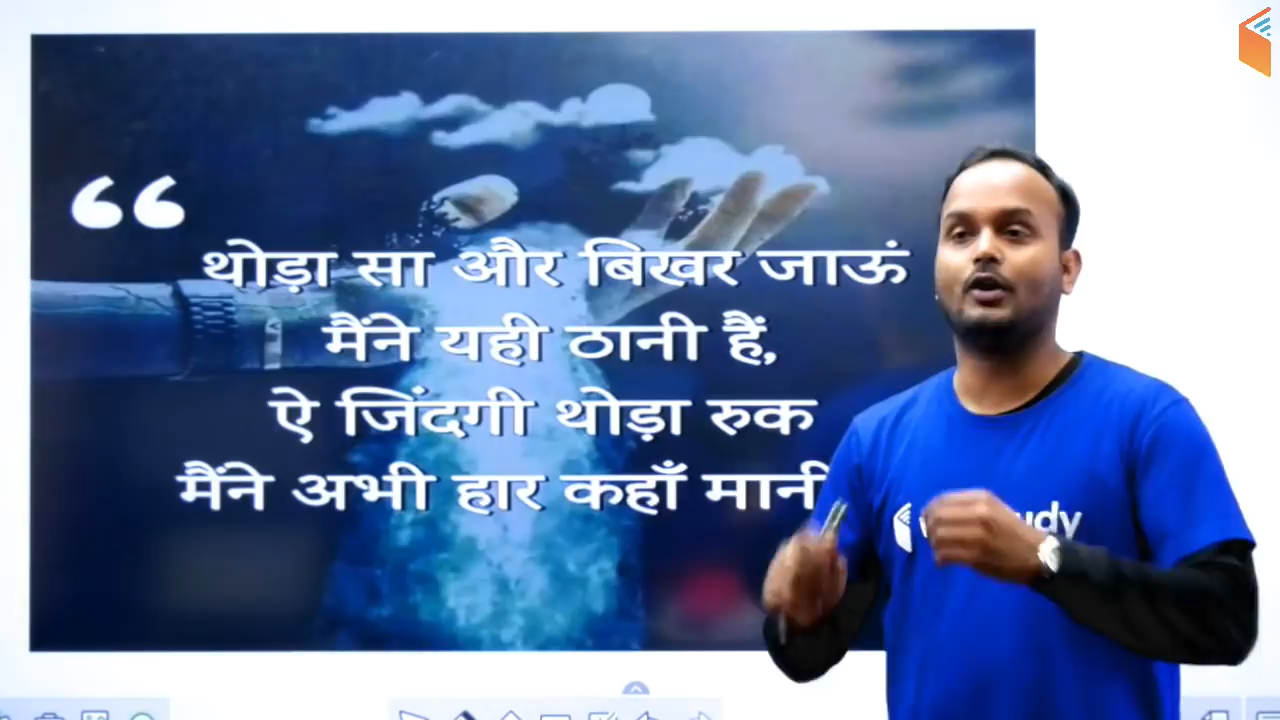 “
थोड़ा सा और बिखर जाऊं
मैंने यही ठानी हैं,
ऐ जिंदगी थोड़ा रुक
मैंने अभी हार कहाँ मानी